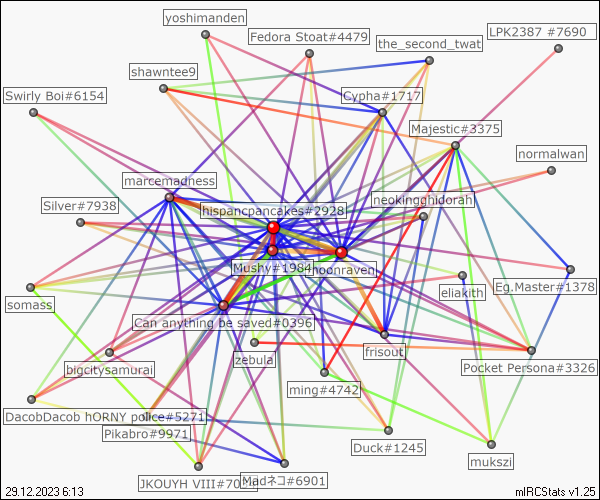 yoshimanden
LPK2387 #7690
Fedora Stoat#4479
the_second_twat
shawntee9
Swirly Boi#6154
Cypha#1717
Majestic#3375
normalwan
marcemadness
neokingghidorah
Silver#7938
hispancpancakes#2928
Mushy#1984
noonraven
Eg.Master#1378
eliakith
somass
Can anything be saved#0396
frisout
zebula
bigcitysamurai
Pocket Persona#3326
ming#4742
DacobDacob hORNY police#5271
Pikabro#9971
Duck#1245
mukszi
JKOUYH VIII#70
Madネコ#6901
29.12.2023 6:13
mIRCStats v1.25